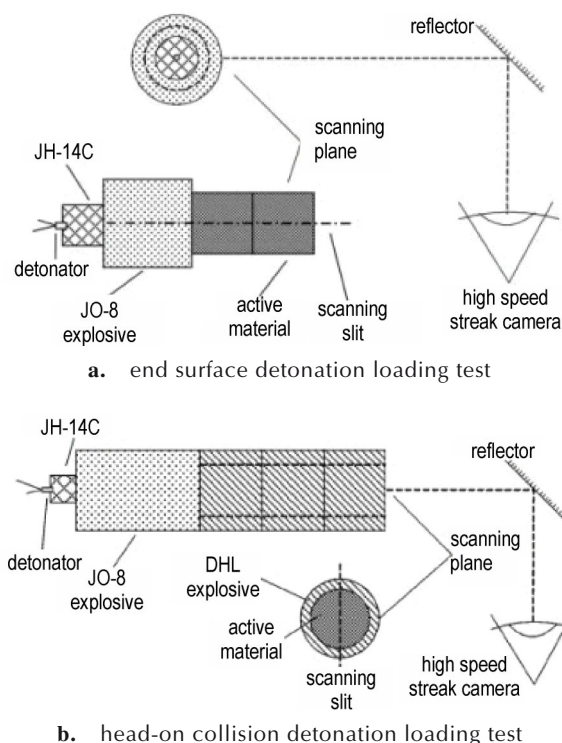 reflector
scanning
plane
JH-14C
detonator
JO-8
explosive
active
material
scanning
slit
high speed
streak camera
a. end surface detonation loading test
JH-14C
reflector
detonator
JO-8
explosive
DHL
explosive
active
material
scanning
slit
scanning
plane
high speed
streak camera
b. head-on collision detonation loading test